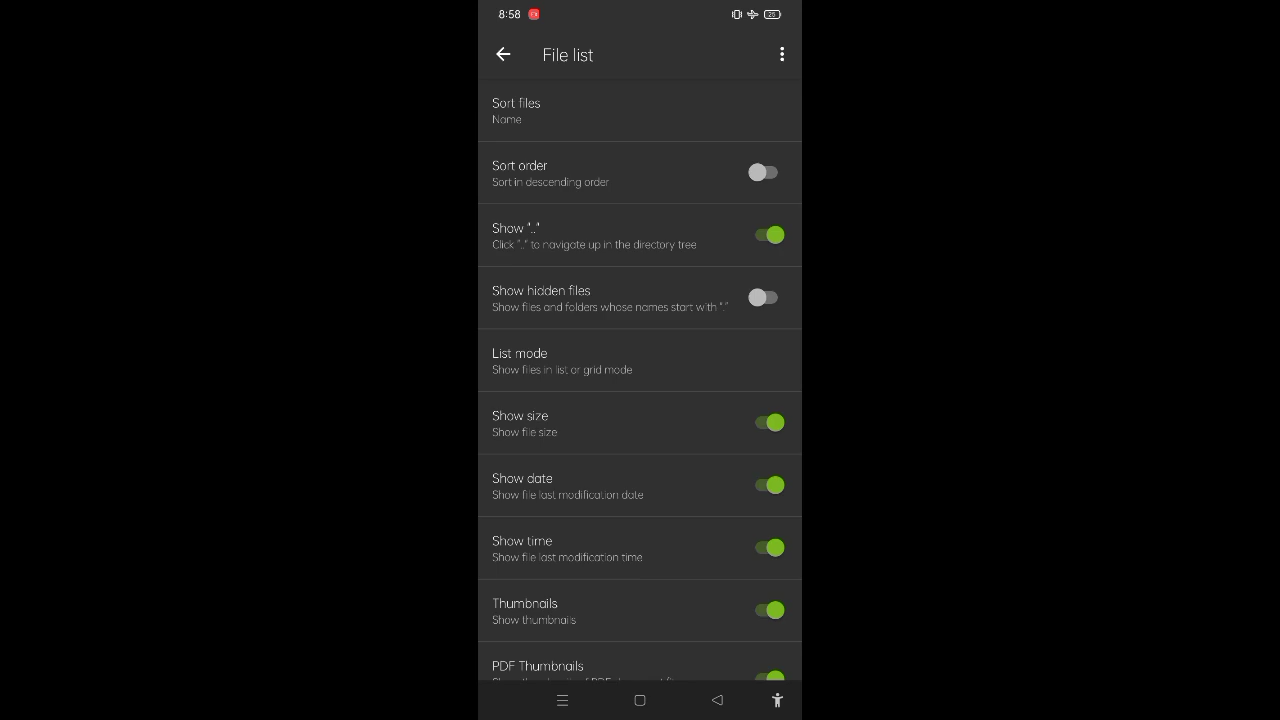 8:58
25
File list
Sort files
Name
Sort order
Sort in descending order
Show ".."
Click ".." to navigate up in the directory tree
Show hidden files
Show files and folders whose names start with "."
List mode
Show files in list or grid mode
Show size
Show file size
Show date
Show file last modification date
Show time
Show file last modification time
Thumbnails
Show thumbnails
PDF Thumbnails